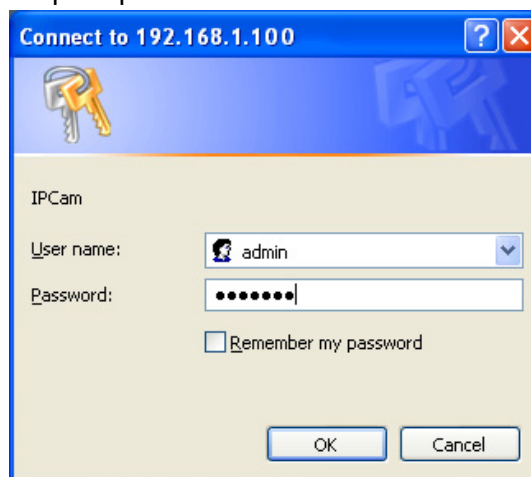 Connect to 192.168.1.100
IPCam
User name:
admin
Password:
•••••••
Remember my password
OK
Cancel